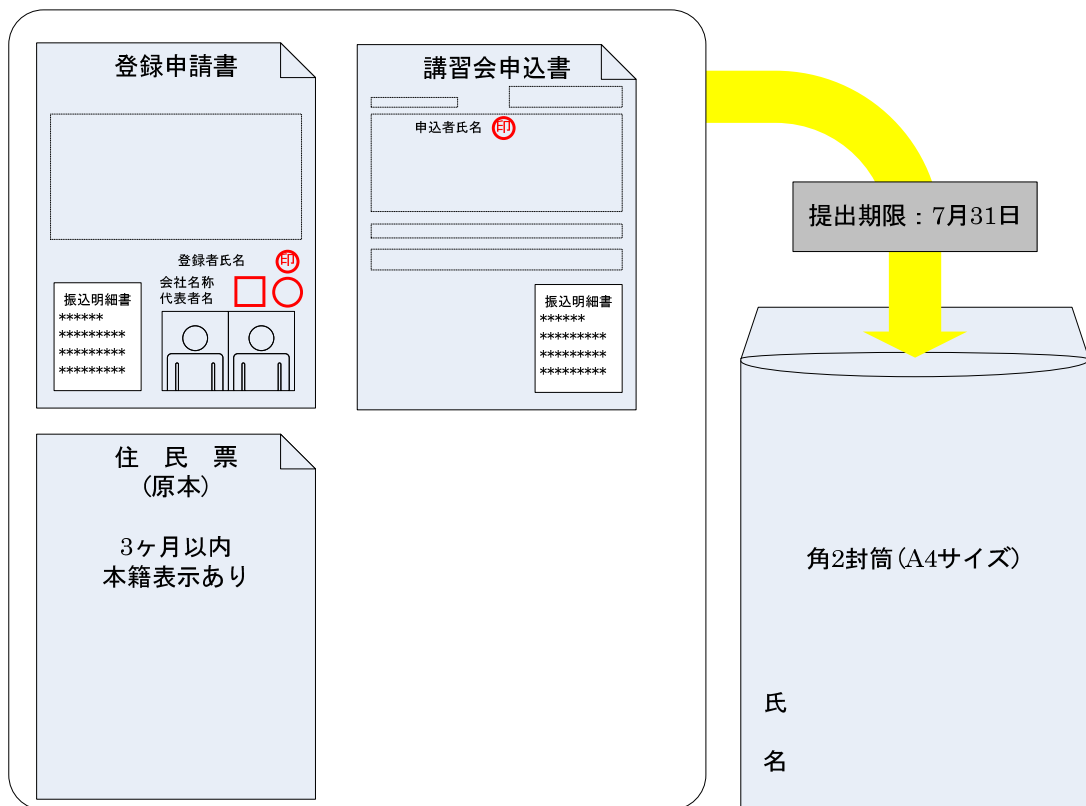 登録申請書
登録者氏名 印
会社名称
代表者名
振込明細書
******
*********
*********
*********
講習会申込書
申込者氏名 印
振込明細書
******
*********
*********
*********
住 民 票
(原本)
3ヶ月以内
本籍表示あり
提出期限：7月31日
角2封筒(A4サイズ)
氏
名